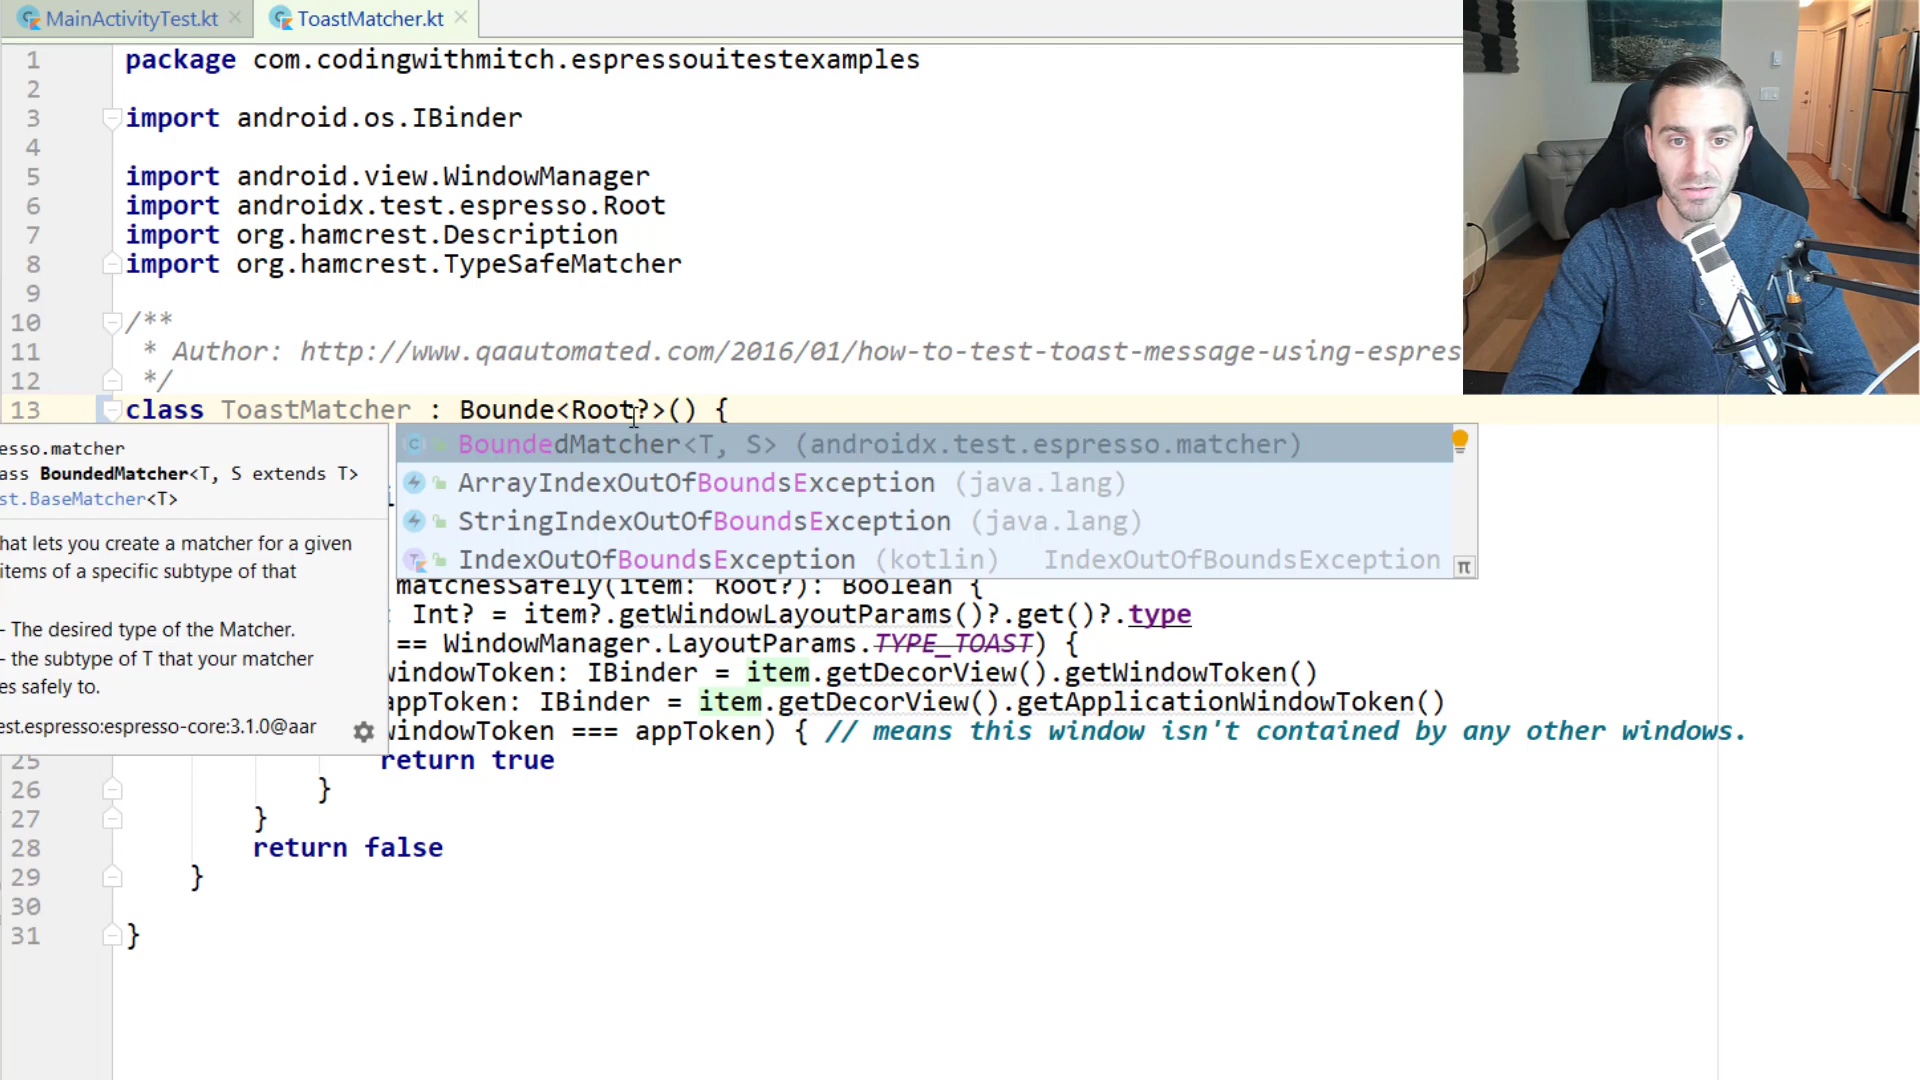 MainActivityTest.kt
ToastMatcher.kt
1 package com.codingwithmitch.espressouitestexamples
2
3 import android.os.IBinder
4
5 import android.view.WindowManager
6 import androidx.test.espresso.Root
7 import org.hamcrest.Description
8 import org.hamcrest.TypeSafeMatcher
9
10 /**
11 * Author: http://www.qaautomated.com/2016/01/how-to-test-toast-message-using-espres
12 */
13 class ToastMatcher : Bounde<Root?>() {
BoundedMatcher<T, S> (androidx.test.espresso.matcher)
ArrayIndexOutOfBoundsException (java.lang)
StringIndexOutOfBoundsException (java.lang)
IndexOutOfBoundsException (kotlin) IndexOutOfBoundsException
π
esso.matcher
ass BoundedMatcher<T, S extends T>
st.BaseMatcher<T>
hat lets you create a matcher for a given
items of a specific subtype of that
- The desired type of the Matcher.
- the subtype of T that your matcher
es safely to.
est.espresso:espresso-core:3.1.0@aar
matchesSafely(item: Root?): Boolean {
Int? = item?.getWindowLayoutParams()?.get()?.type
== WindowManager.LayoutParams.TYPE_TOAST) {
windowToken: IBinder = item.getDecorView().getWindowToken()
appToken: IBinder = item.getDecorView().getApplicationWindowToken()
windowToken === appToken) { // means this window isn't contained by any other windows.
25 return true
26 }
27 }
28 return false
29 }
30
31 }